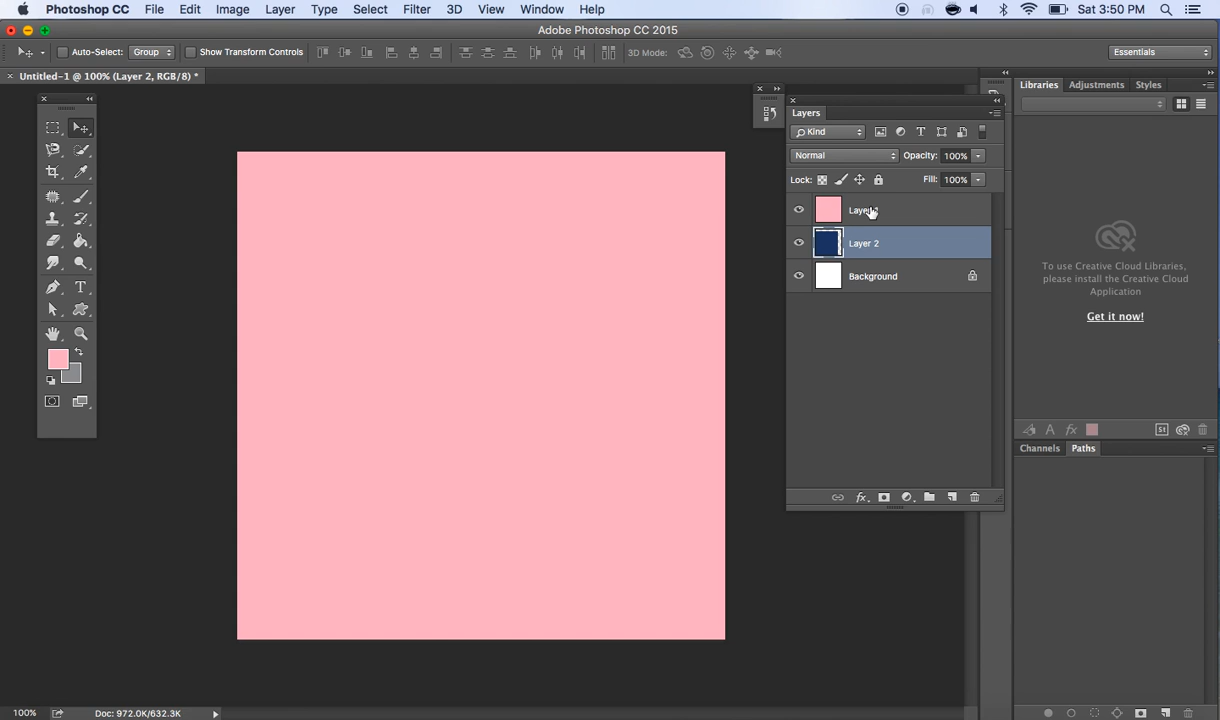 Photoshop CC File Edit Image Layer Type Select Filter 3D View Window Help Sat 3:50 PM
Adobe Photoshop CC 2015
Auto-Select: Group Show Transform Controls 3D Mode: Essentials
Untitled-1 @ 100% (Layer 2, RGB/8) *
Libraries Adjustments Styles
Layers
Kind
Normal Opacity: 100%
Lock: Fill: 100%
Layer 2
Background
To use Creative Cloud Libraries,
please install the Creative Cloud
Application
Get it now!
Channels Paths
100% Doc: 972.0K/632.3K